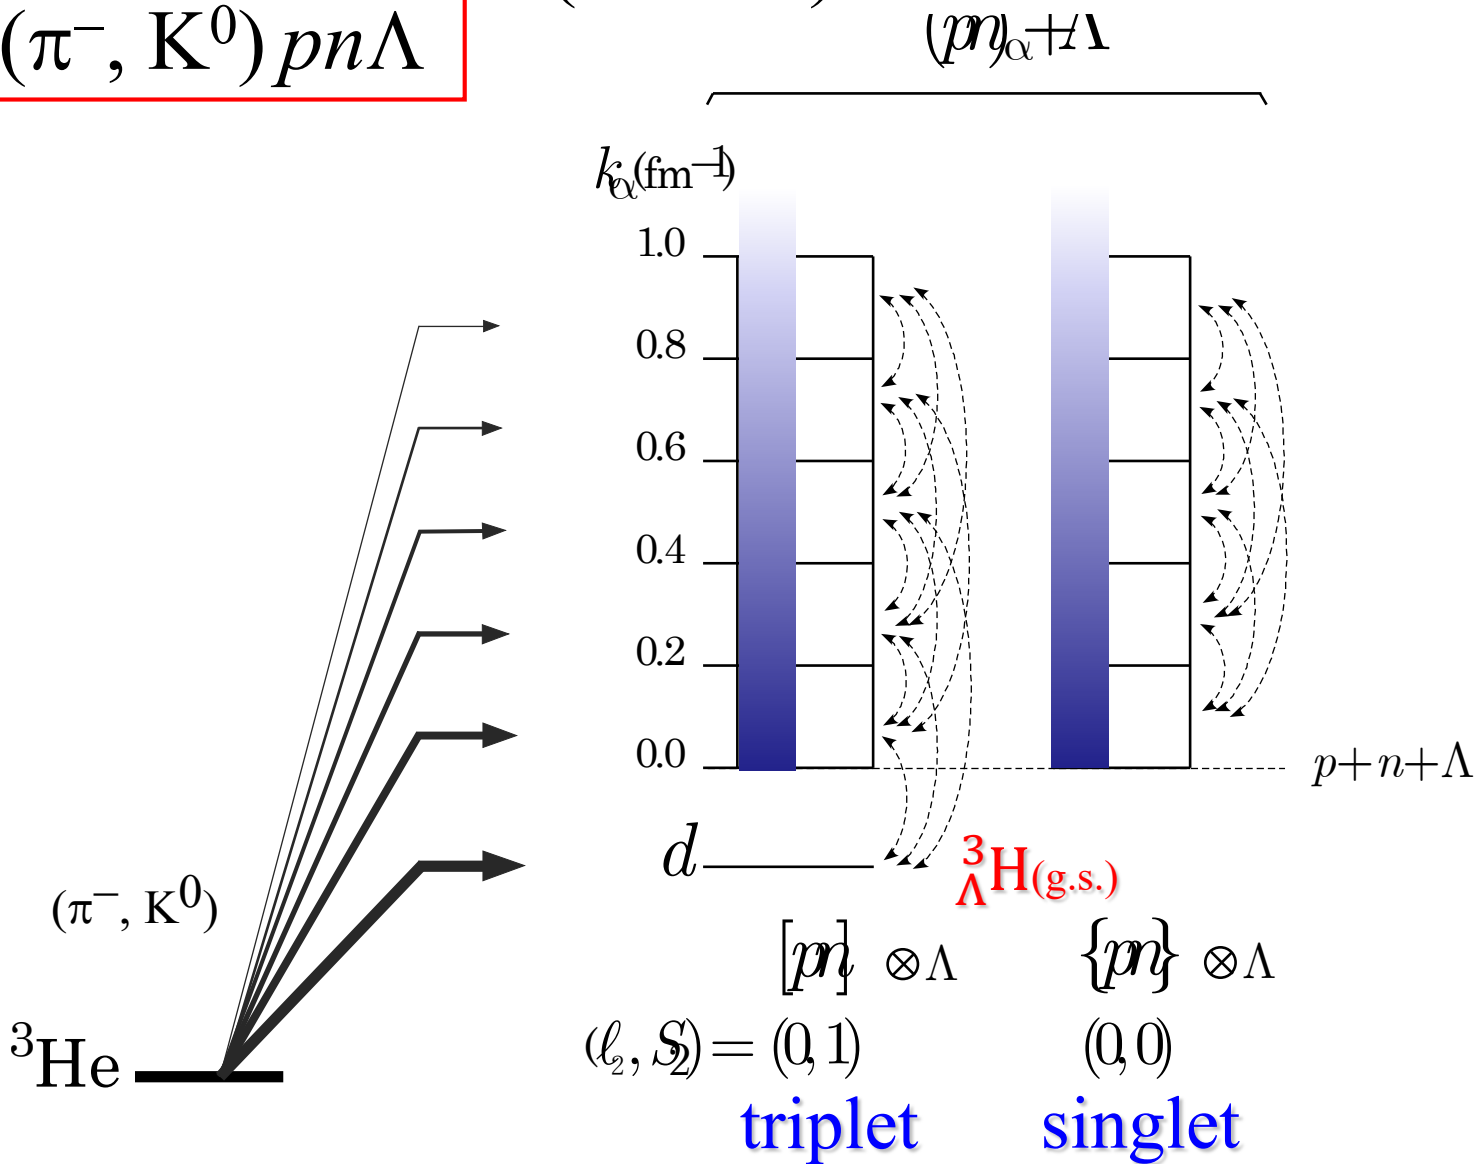 (π⁻, K⁰) pnΛ
(pn)α+Λ
kα(fm⁻¹)
1.0
0.8
0.6
0.4
0.2
0.0
p+n+Λ
d
³ΛH(g.s.)
(π⁻, K⁰)
[pn] ⊗Λ {pn} ⊗Λ
³He
(ℓ₂, S₂) = (0,1) (0,0)
triplet singlet